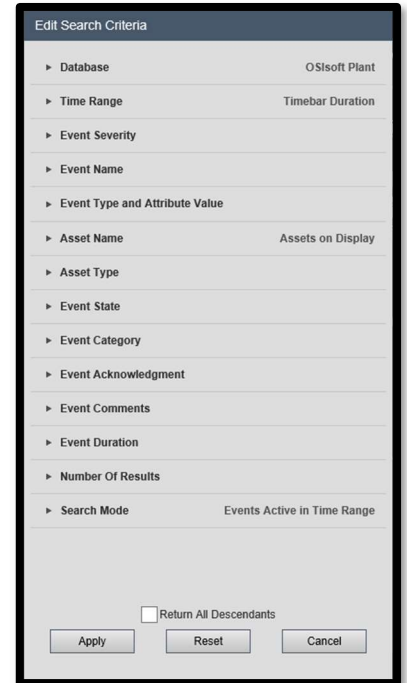 Edit Search Criteria
Database OSIsoft Plant
Time Range Timebar Duration
Event Severity
Event Name
Event Type and Attribute Value
Asset Name Assets on Display
Asset Type
Event State
Event Category
Event Acknowledgment
Event Comments
Event Duration
Number Of Results
Search Mode Events Active in Time Range
Return All Descendants
Apply Reset Cancel